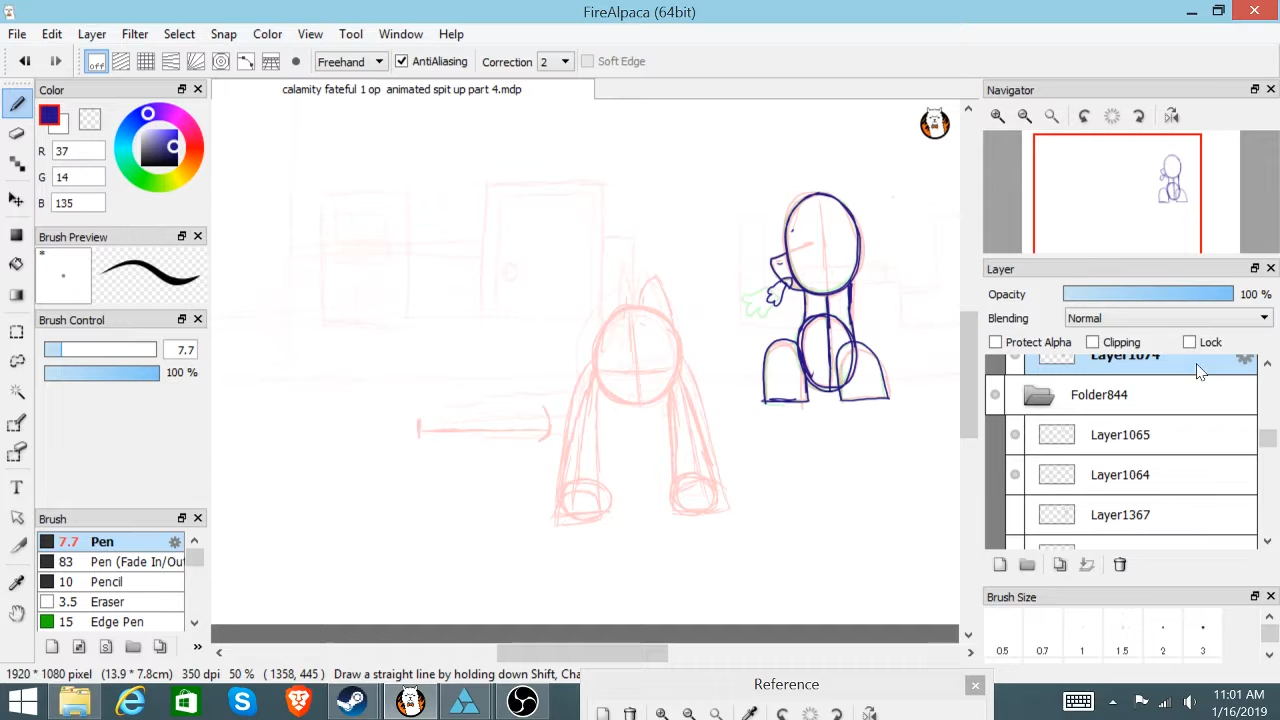 FireAlpaca (64bit)
File Edit Layer Filter Select Snap Color View Tool Window Help
off Freehand AntiAliasing Correction 2 Soft Edge
Color
calamity fateful 1 op animated spit up part 4.mdp
Navigator
R 37
G 14
B 135
Brush Preview
*
Layer
Opacity 100 %
Blending Normal
Protect Alpha Clipping Lock
Brush Control
7.7
100 %
Layer1074
Folder844
Layer1065
Layer1064
Layer1367
Brush
7.7 Pen
83 Pen (Fade In/Out
10 Pencil
3.5 Eraser
15 Edge Pen
Brush Size
0.5 0.7 1 1.5 2 3
1920 * 1080 pixel (13.9 * 7.8cm) 350 dpi 50 % ( 1358, 445 ) Draw a straight line by holding down Shift, Cha
Reference
11:01 AM
1/16/2019